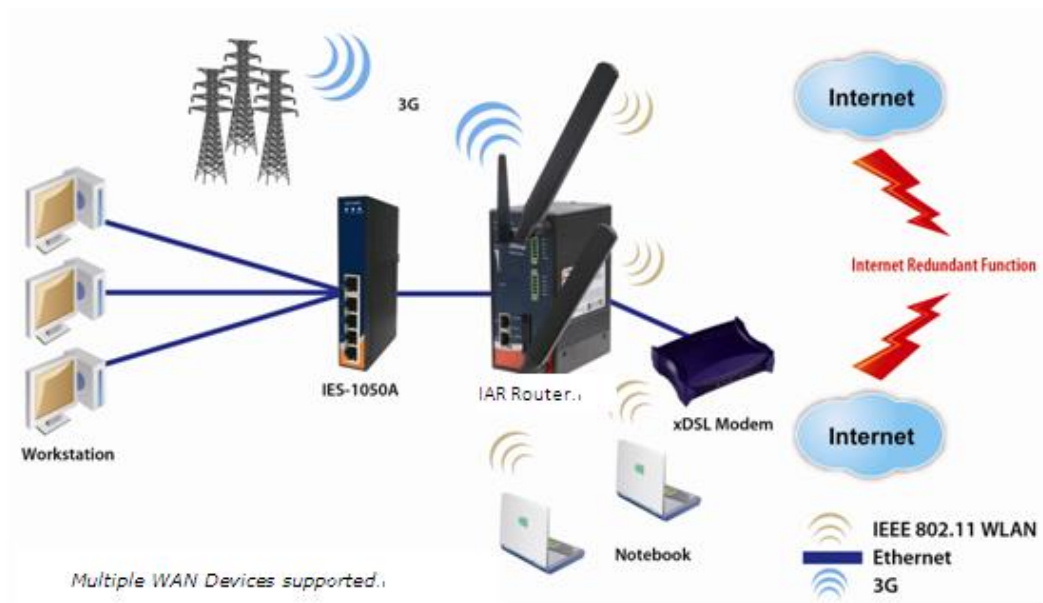 3G
Internet
Internet Redundant Function
IES-1050A
IAR Router.
xDSL Modem
Workstation
Internet
Notebook
IEEE 802.11 WLAN
Ethernet
3G
Multiple WAN Devices supported.